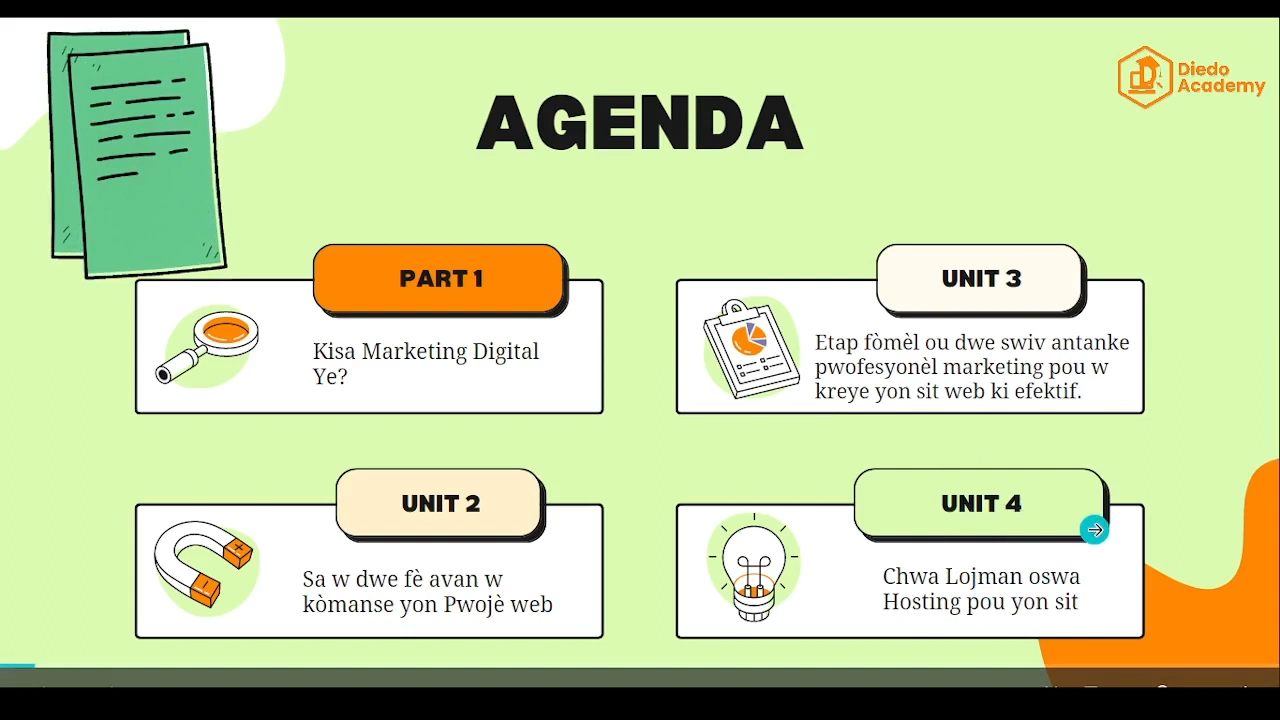 Diedo
Academy
AGENDA
PART 1
Kisa Marketing Digital
Ye?
UNIT 3
Etap fòmèl ou dwe swiv antanke
pwofesyonèl marketing pou w
kreye yon sit web ki efektif.
UNIT 2
Sa w dwe fè avan w
kòmanse yon Pwojè web
UNIT 4
Chwa Lojman oswa
Hosting pou yon sit